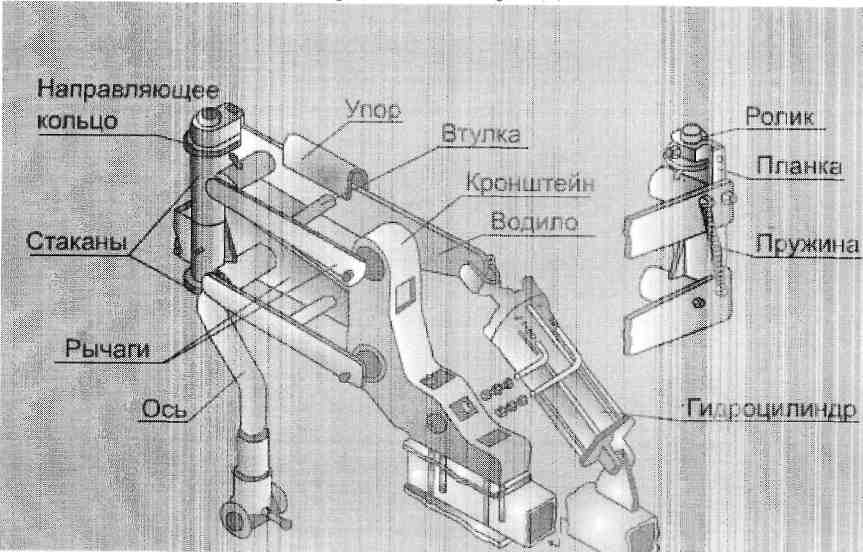 Направляющее
кольцо
Упор
Втулка
Кронштейн
Водило
Стаканы
Рычаги
Ось
Ролик
Планка
Пружина
Гидроцилиндр